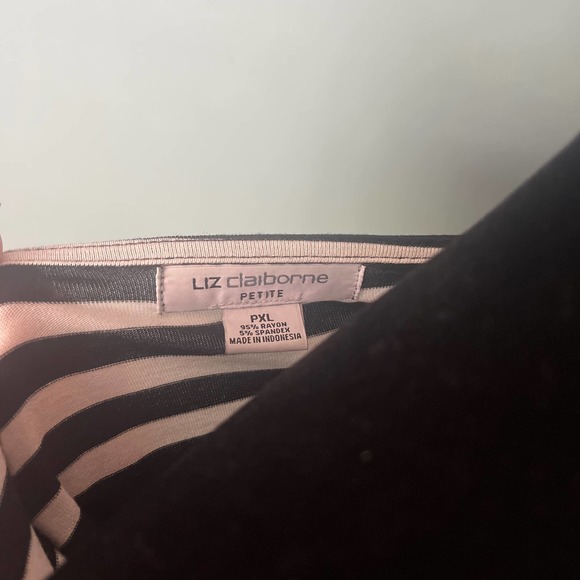 LIZ claiborne
PETITE
PXL
95% RAYON
5% SPANDEX
MADE IN INDONESIA